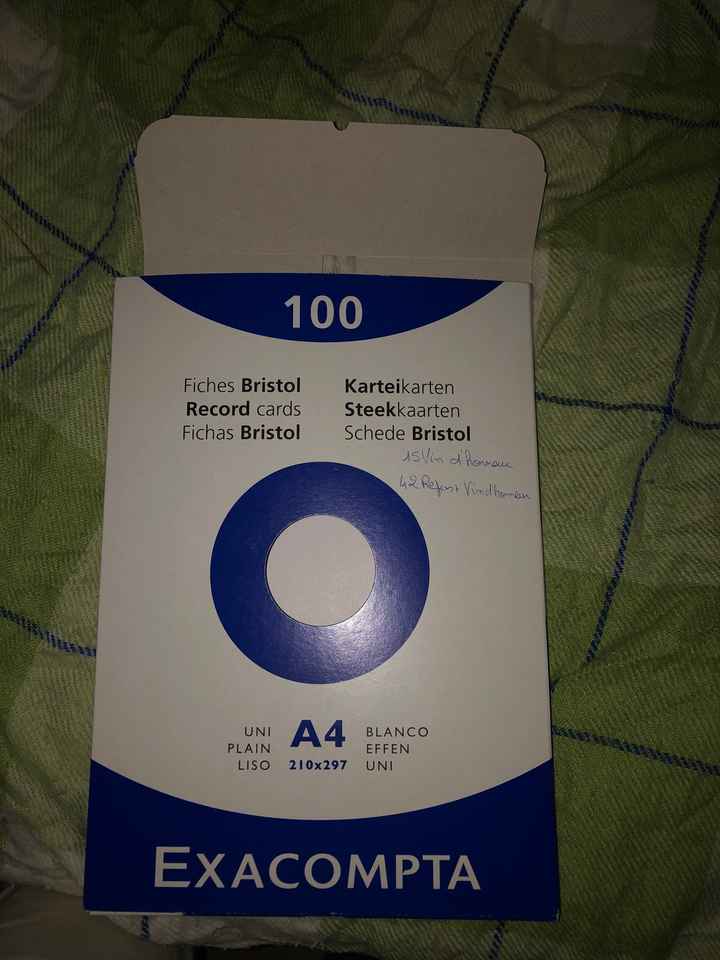 100
Fiches Bristol
Record cards
Fichas Bristol
Karteikarten
Steekkaarten
Schede Bristol
15 Vin d'honneur
42 Repas + Vin d'honneur
UNI
PLAIN
LISO
A4
210x297
BLANCO
EFFEN
UNI
EXACOMPTA